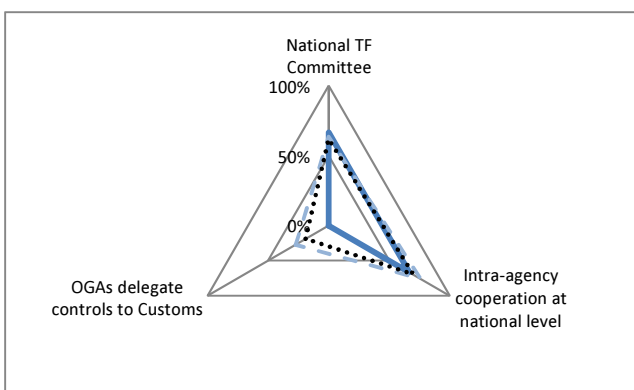 National TF
Committee
100%
50%
0%
OGAs delegate
controls to Customs
Intra-agency
cooperation at
national level